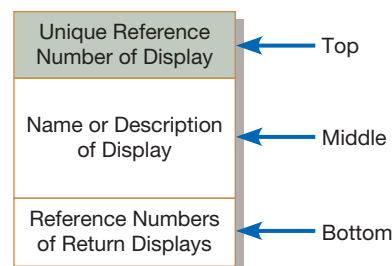 Unique Reference
Number of Display
Top
Name or Description
of Display
Middle
Reference Numbers
of Return Displays
Bottom